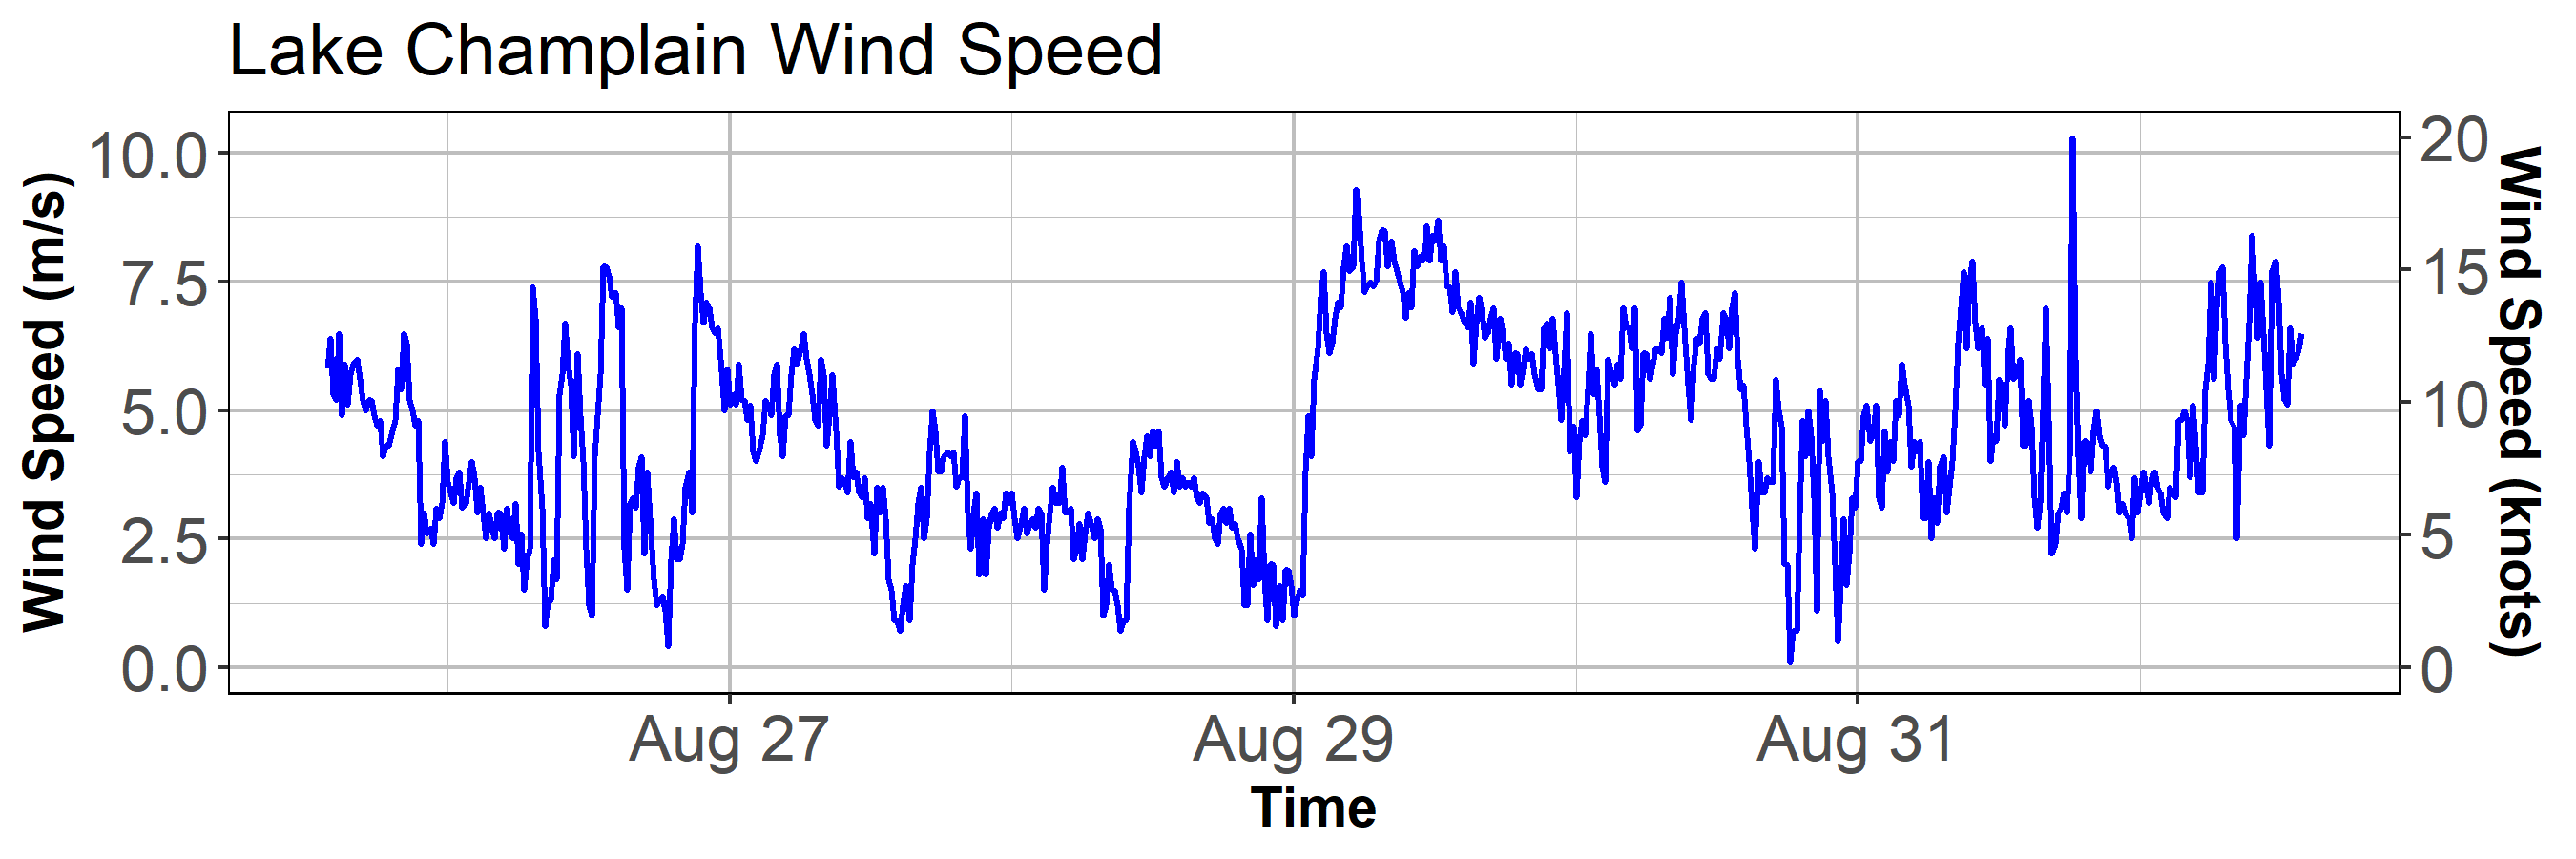 Lake Champlain Wind Speed
Wind Speed (m/s)
10.0
7.5
5.0
2.5
0.0
20
15
10
5
0
Wind Speed (knots)
Aug 27 Aug 29 Aug 31
Time